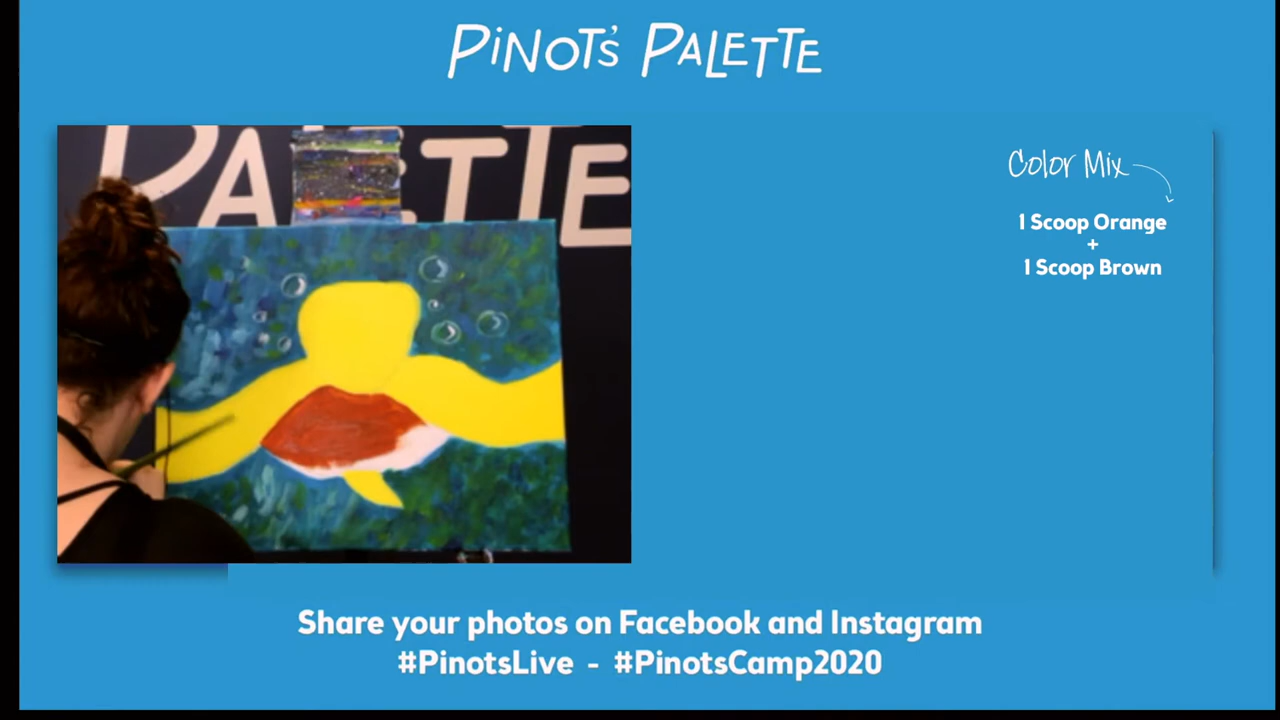 PiNOT'S PALETTE
PALETTE
Color Mix
1 Scoop Orange
+
1 Scoop Brown
Share your photos on Facebook and Instagram
#PinotsLive - #PinotsCamp2020